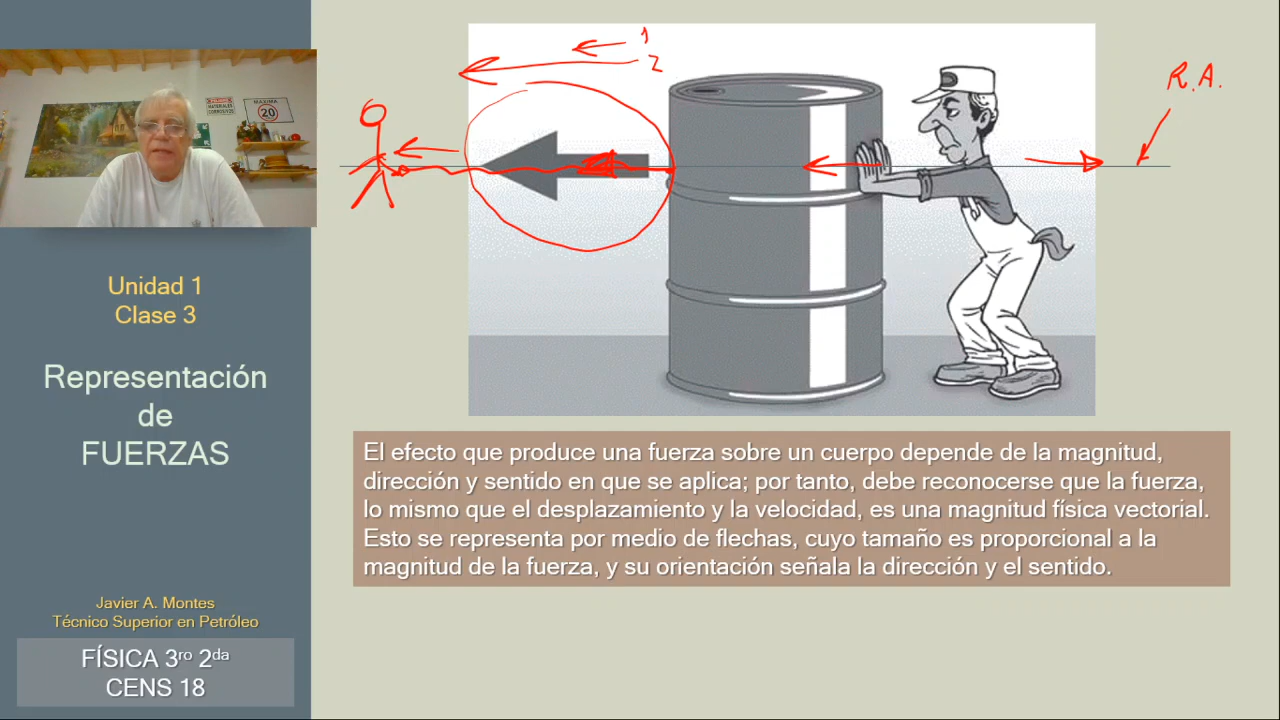 1
2
R.A.
MÁXIMA
20
Unidad 1
Clase 3
Representación
de
FUERZAS
El efecto que produce una fuerza sobre un cuerpo depende de la magnitud,
dirección y sentido en que se aplica; por tanto, debe reconocerse que la fuerza,
lo mismo que el desplazamiento y la velocidad, es una magnitud física vectorial.
Esto se representa por medio de flechas, cuyo tamaño es proporcional a la
magnitud de la fuerza, y su orientación señala la dirección y el sentido.
Javier A. Montes
Técnico Superior en Petróleo
FÍSICA 3ro 2da
CENS 18